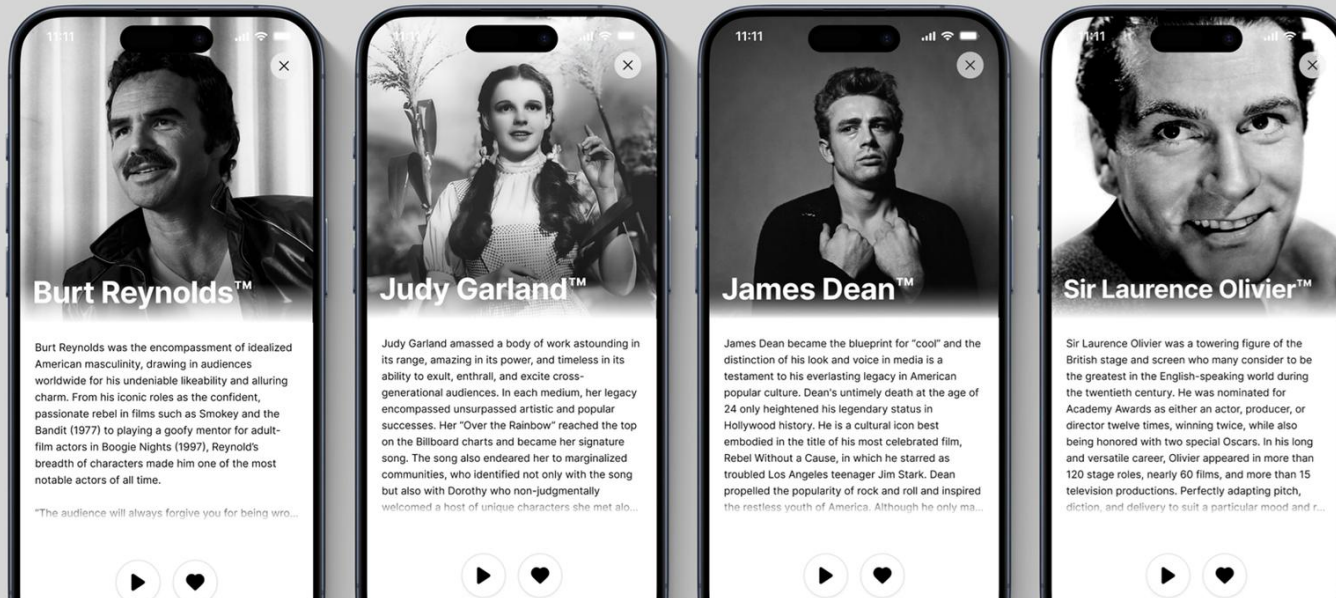 11:11
Burt Reynolds™
Burt Reynolds was the encompassment of idealized
American masculinity, drawing in audiences
worldwide for his undeniable likeability and alluring
charm. From his iconic roles as the confident,
passionate rebel in films such as Smokey and the
Bandit (1977) to playing a goofy mentor for adult-
film actors in Boogie Nights (1997), Reynold's
breadth of characters made him one of the most
notable actors of all time.
"The audience will always forgive you for being wro...
11:11
Judy Garland™
Judy Garland amassed a body of work astounding in
its range, amazing in its power, and timeless in its
ability to exult, enthrall, and excite cross-
generational audiences. In each medium, her legacy
encompassed unsurpassed artistic and popular
successes. Her “Over the Rainbow” reached the top
on the Billboard charts and became her signature
song. The song also endeared her to marginalized
communities, who identified not only with the song
but also with Dorothy who non-judgmentally
welcomed a host of unique characters she met alo...
11:11
James Dean™
James Dean became the blueprint for “cool” and the
distinction of his look and voice in media is a
testament to his everlasting legacy in American
popular culture. Dean's untimely death at the age of
24 only heightened his legendary status in
Hollywood history. He is a cultural icon best
embodied in the title of his most celebrated film,
Rebel Without a Cause, in which he starred as
troubled Los Angeles teenager Jim Stark. Dean
propelled the popularity of rock and roll and inspired
the restless youth of America. Although he only ma...
11:11
Sir Laurence Olivier™
Sir Laurence Olivier was a towering figure of the
British stage and screen who many consider to be
the greatest in the English-speaking world during
the twentieth century. He was nominated for
Academy Awards as either an actor, producer, or
director twelve times, winning twice, while also
being honored with two special Oscars. In his long
and versatile career, Olivier appeared in more than
120 stage roles, nearly 60 films, and more than 15
television productions. Perfectly adapting pitch,
diction, and delivery to suit a particular mood and r...